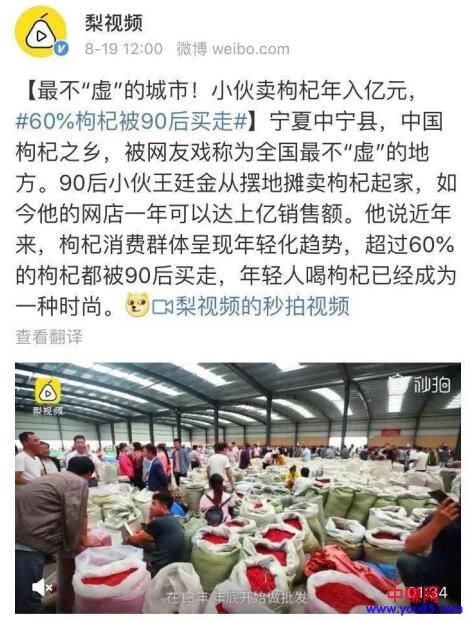 梨视频
8-19 12:00 微博 weibo.com
【最不“虚”的城市！小伙卖枸杞年入亿元，
#60%枸杞被90后买走#】宁夏中宁县，中国
枸杞之乡，被网友戏称为全国最不“虚”的地
方。90后小伙王廷金从摆地摊卖枸杞起家，如
今他的网店一年可以达上亿销售额。他说近年
来，枸杞消费群体呈现年轻化趋势，超过60%
的枸杞都被90后买走，年轻人喝枸杞已经成为
一种时尚。梨视频的秒拍视频
查看翻译
梨视频
秒拍
在13年 年底开始做批发
01:34
www.you85.com